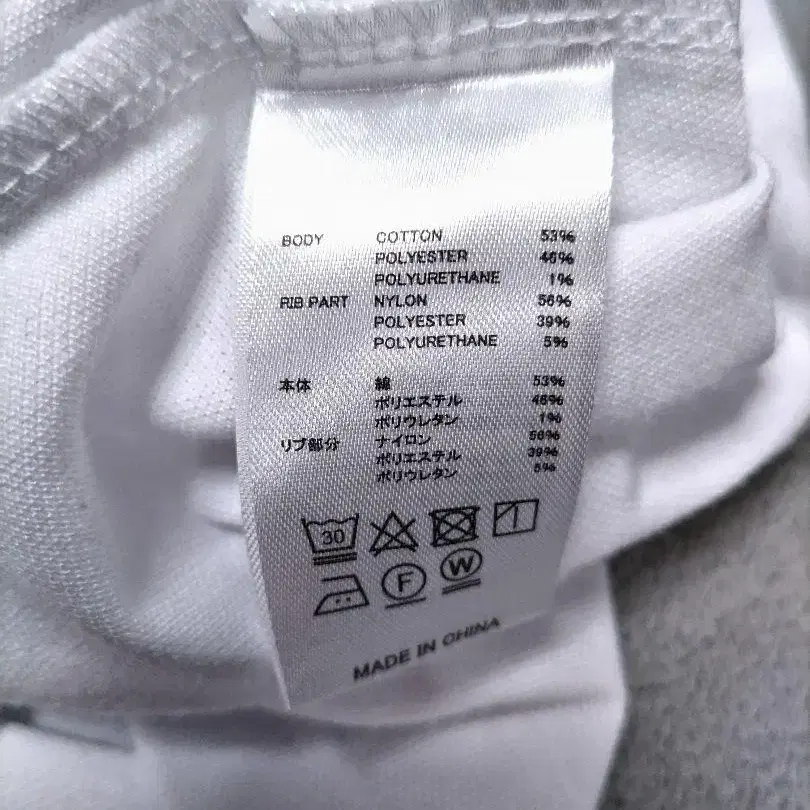 BODY COTTON 53%
POLYESTER 46%
POLYURETHANE 1%
RIB PART NYLON 56%
POLYESTER 39%
POLYURETHANE 5%
本体 綿 53%
ポリエステル 46%
ポリウレタン 1%
リブ部分 ナイロン 56%
ポリエステル 39%
ポリウレタン 5%
30
F W
MADE IN CHINA